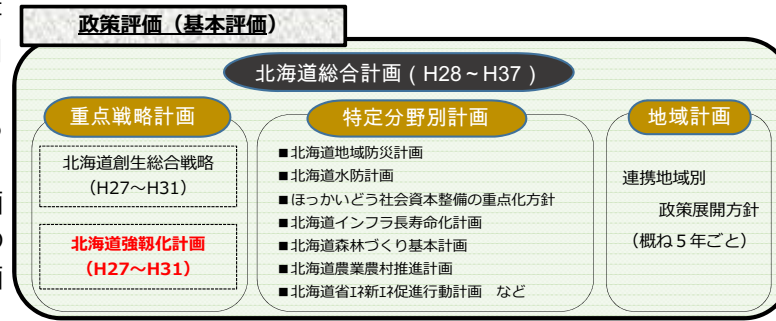 政策評価（基本評価）
北海道総合計画（H28～H37）
重点戦略計画
北海道創生総合戦略
（H27～H31）
北海道強靱化計画
（H27～H31）
特定分野別計画
■北海道地域防災計画
■北海道水防計画
■ほっかいどう社会資本整備の重点化方針
■北海道インフラ長寿命化計画
■北海道森林づくり基本計画
■北海道農業農村推進計画
■北海道省ｴﾈ新ｴﾈ促進行動計画　など
地域計画
連携地域別
政策展開方針
（概ね５年ごと）
画
の
画